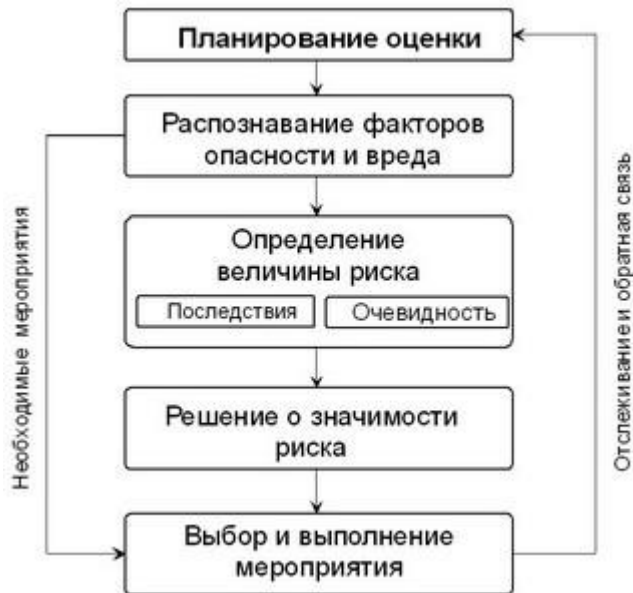 Планирование оценки
Распознавание факторов
опасности и вреда
Определение
величины риска
Последствия
Очевидность
Решение о значимости
риска
Выбор и выполнение
мероприятия
Необходимые мероприятия
Отслеживание и обратная связь